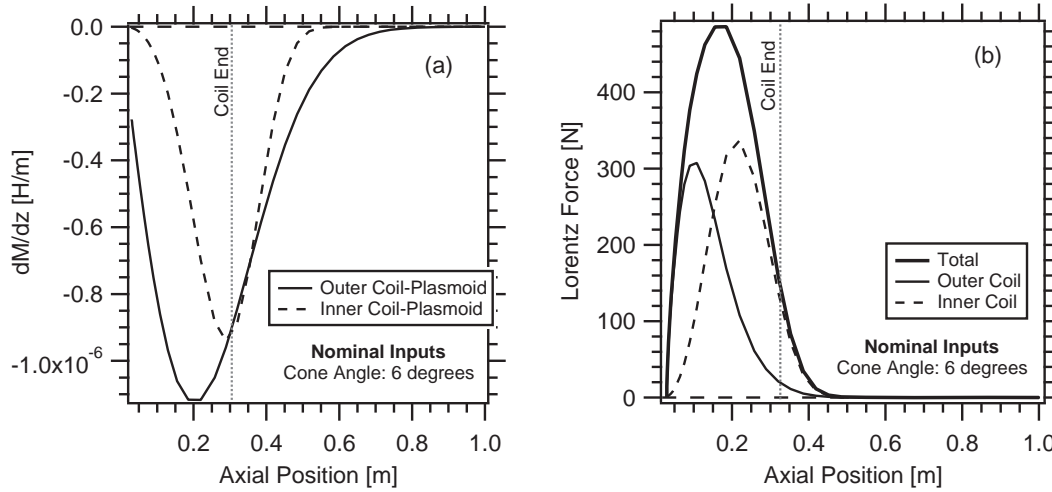 0.0
-0.2
-0.4
-0.6
-0.8
-1.0x10-6
dM/dz [H/m]
(a)
Coil End
Outer Coil-Plasmoid
Inner Coil-Plasmoid
Nominal Inputs
Cone Angle: 6 degrees
0.2
0.4
0.6
0.8
1.0
Axial Position [m]
400
300
200
100
0
Lorentz Force [N]
(b)
Coil End
Total
Outer Coil
Inner Coil
Nominal Inputs
Cone Angle: 6 degrees
0.2
0.4
0.6
0.8
1.0
Axial Position [m]